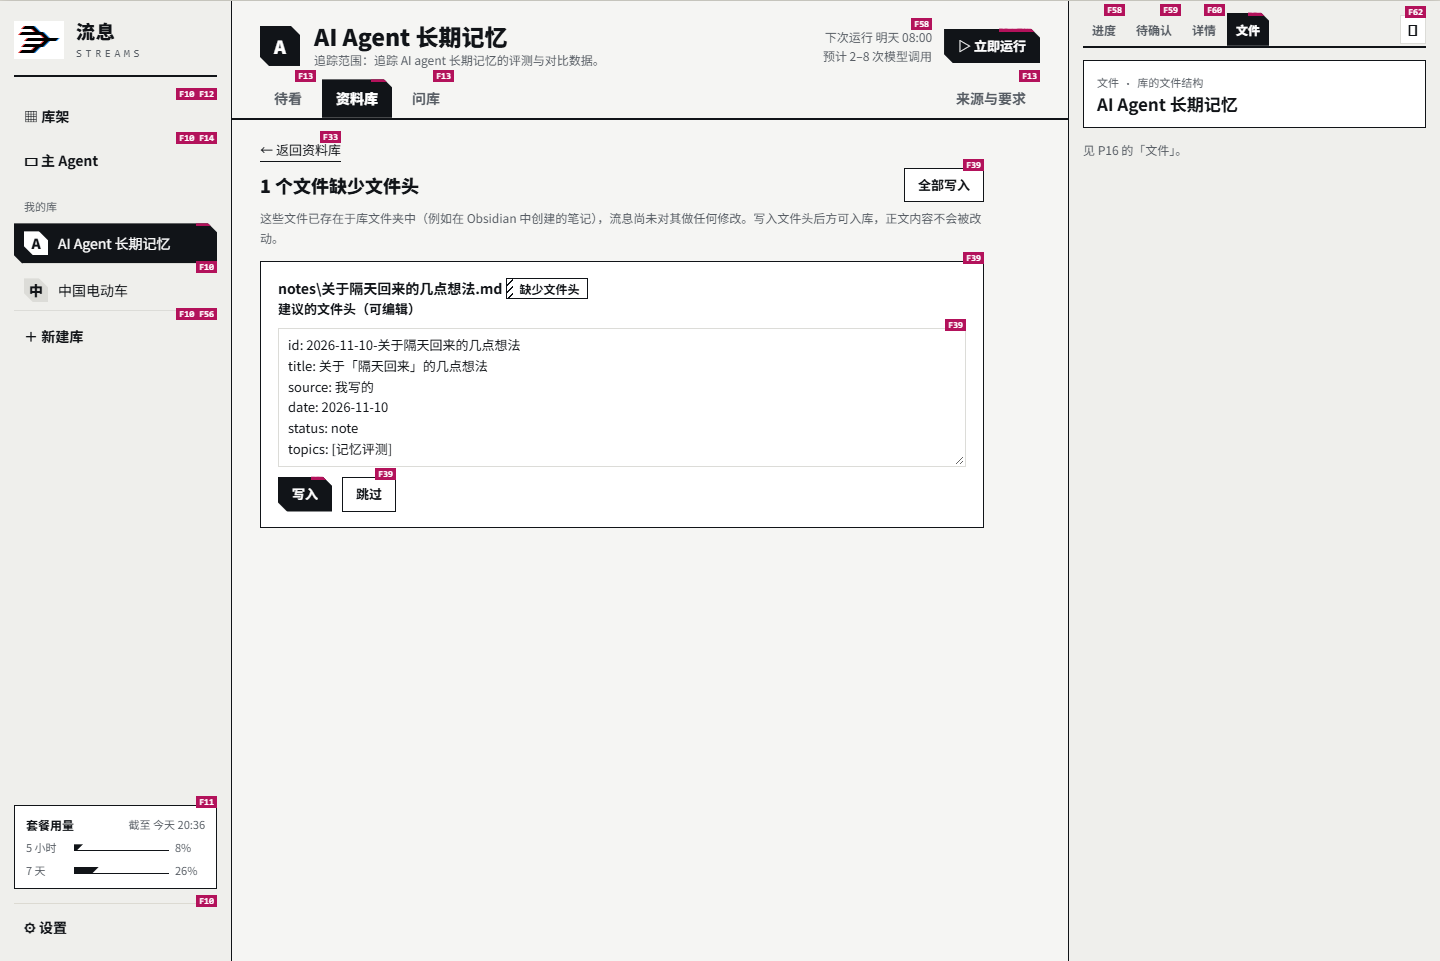 流息
STREAMS
F10 F12
库架
F10 F14
主 Agent
我的库
A AI Agent 长期记忆
F10
中 中国电动车
F10 F56
+ 新建库
F11
套餐用量 截至 今天 20:36
5 小时 8%
7 天 26%
F10
设置
A
AI Agent 长期记忆
追踪范围：追踪 AI agent 长期记忆的评测与对比数据。
F58
下次运行 明天 08:00
预计 2–8 次模型调用
立即运行
F13 F13 F13
待看 资料库 问库 来源与要求
F33
← 返回资料库
1 个文件缺少文件头
F39
全部写入
这些文件已存在于库文件夹中（例如在 Obsidian 中创建的笔记），流息尚未对其做任何修改。写入文件头后方可入库，正文内容不会被改
动。
F39
notes\关于隔天回来的几点想法.md 缺少文件头
建议的文件头（可编辑）
F39
id: 2026-11-10-关于隔天回来的几点想法
title: 关于「隔天回来」的几点想法
source: 我写的
date: 2026-11-10
status: note
topics: [记忆评测]
F39
写入 跳过
F58 F59 F60 F62
进度 待确认 详情 文件
文件 · 库的文件结构
AI Agent 长期记忆
见 P16 的「文件」。